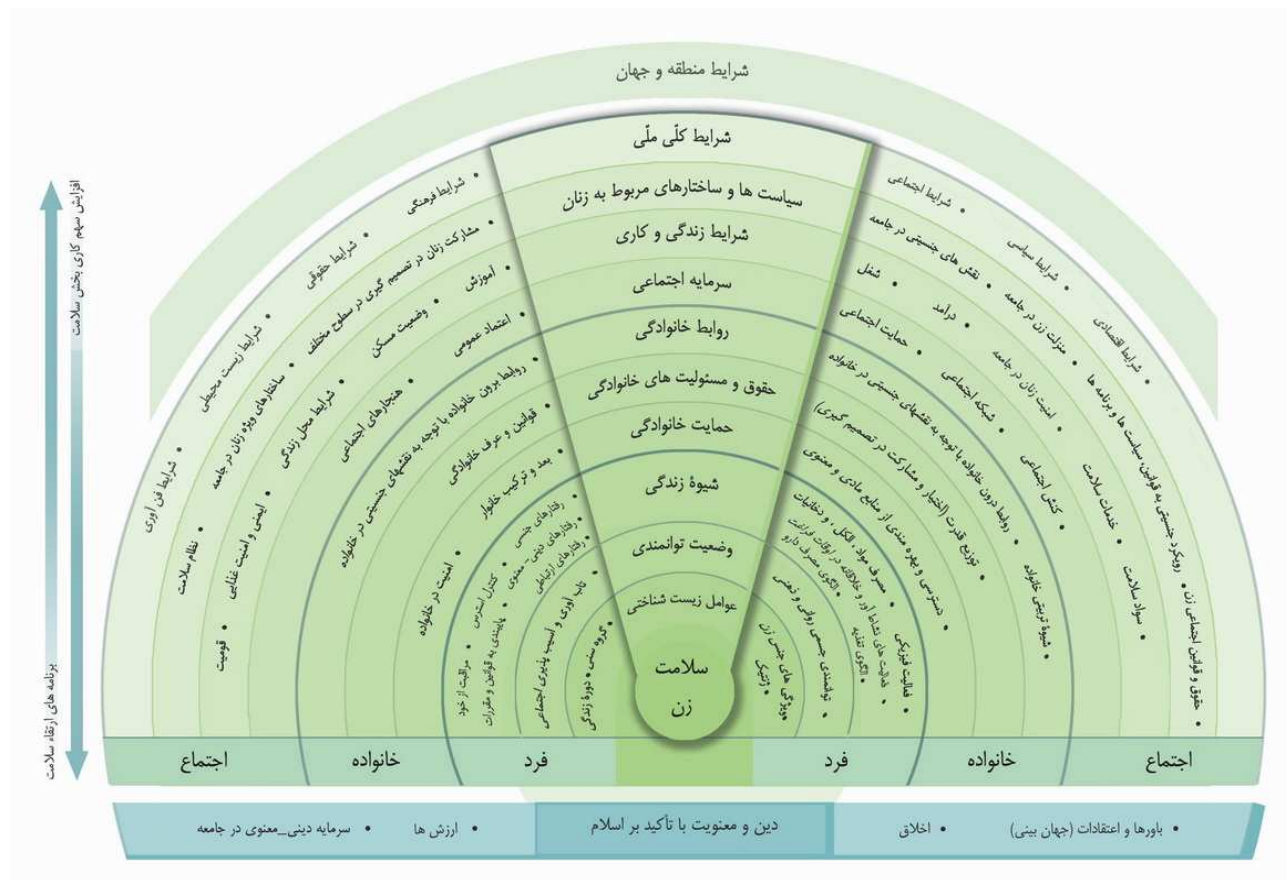 شرایط منطقه و جهان
شرایط کلّی ملّی
سیاست ها و ساختارهای مربوط به زنان
شرایط زندگی و کاری
سرمایه اجتماعی
روابط خانوادگی
حقوق و مسئولیت های خانوادگی
حمایت خانوادگی
شیوۀ زندگی
وضعیت توانمندی
عوامل زیست شناختی
سلامت
زن
• شرایط اجتماعی
• شرایط سیاسی
• شرایط اقتصادی
• نقش های جنسیتی در جامعه
• منزلت زن در جامعه
• رویکرد جنسیتی به قوانین، سیاست ها و برنامه ها
• حقوق و قوانین اجتماعی زن
• شغل
• درآمد
• امنیت زنان در جامعه
• خدمات سلامت
• سواد سلامت
• حمایت اجتماعی
• شبکه اجتماعی
• کنش اجتماعی
• روابط درون خانواده با توجه به نقشهای جنسیتی در خانواده
• شیوۀ تربیتی خانواده
• توزیع قدرت (اختیار و مشارکت در تصمیم گیری)
• دسترسی و بهره مندی از منابع مادی و معنوی
• مصرف مواد، الکل، و دخانیات
• فعالیت فیزیکی
• فعالیت های نشاط آور و خلاقانه در اوقات فراغت
• الگوی مصرف دارو
• الگوی تغذیه
• توانمندی جسمی روانی و ذهنی
• ویژگی های جنسی زن
• ژنتیک
• شرایط فرهنگی
• شرایط حقوقی
• شرایط زیست محیطی
• شرایط فن آوری
• مشارکت زنان در تصمیم گیری در سطوح مختلف
• ساختارهای ویژه زنان در جامعه
• نظام سلامت
• آموزش
• وضعیت مسکن
• شرایط محل زندگی
• ایمنی و امنیت غذایی
• قومیت
• اعتماد عمومی
• هنجارهای اجتماعی
• روابط برون خانواده با توجه به نقشهای جنسیتی در خانواده
• قوانین و عرف خانوادگی
• بعد و ترکیب خانوار
• امنیت در خانواده
• رفتارهای جنسی
• رفتارهای دینی_ معنوی
• رفتارهای ارتباطی
• کنترل استرس
• پایبندی به قوانین و مقررات
• مراقبت از خود
• تاب آوری و آسیب پذیری اجتماعی
• گروه سنی
• دورۀ زندگی
افزایش سهم کاری بخش سلامت
برنامه های ارتقاء سلامت
اجتماع
خانواده
فرد
فرد
خانواده
اجتماع
• باورها و اعتقادات (جهان بینی)
• اخلاق
دین و معنویت با تأکید بر اسلام
• ارزش ها
• سرمایه دینی_معنوی در جامعه